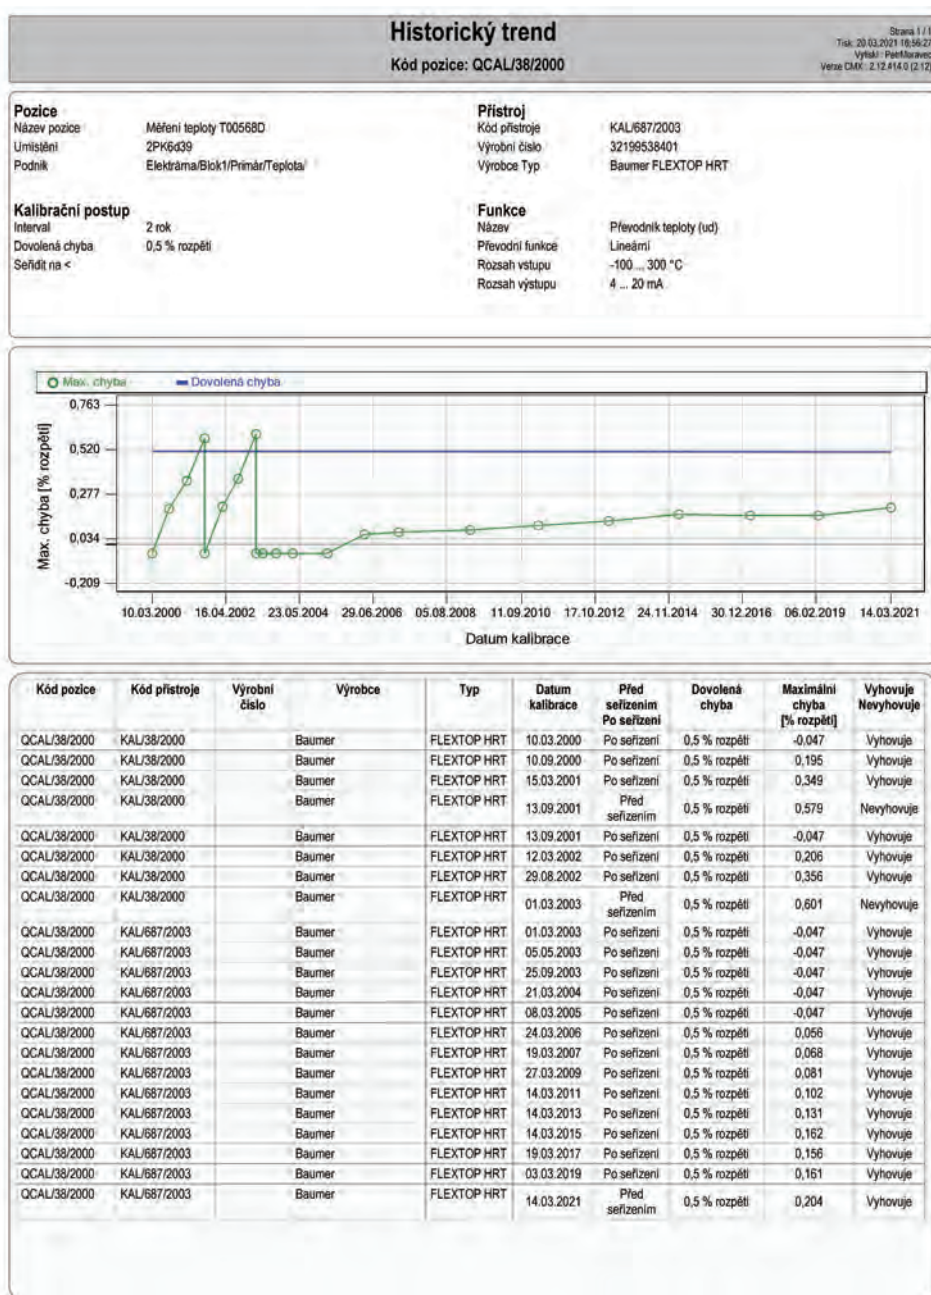 Historický trend
Kód pozice: QCAL/38/2000
Strana 1 / 1
Tisk: 20.03.2021 16:56:27
Vytiskl : PetrMoravec
Verze CMX : 2.12.414.0 (2.12)
Pozice
Název pozice Měření teploty T00568D
Umístění 2PK6d39
Podnik Elektrárna/Blok1/Primár/Teplota/
Přístroj
Kód přístroje KAL/687/2003
Výrobní číslo 32199538401
Výrobce Typ Baumer FLEXTOP HRT
Kalibrační postup
Interval 2 rok
Dovolená chyba 0,5 % rozpětí
Seřídit na <
Funkce
Název Převodník teploty (ud)
Převodní funkce Lineární
Rozsah vstupu -100 ... 300 °C
Rozsah výstupu 4 ... 20 mA
Max. chyba Dovolená chyba
Max. chyba [% rozpětí]
0,763
0,520
0,277
0,034
-0,209
10.03.2000 16.04.2002 23.05.2004 29.06.2006 05.08.2008 11.09.2010 17.10.2012 24.11.2014 30.12.2016 06.02.2019 14.03.2021
Datum kalibrace
Kód pozice Kód přístroje Výrobní číslo Výrobce Typ Datum kalibrace Před seřízením Po seřízení Dovolená chyba Maximální chyba [% rozpětí] Vyhovuje Nevyhovuje
QCAL/38/2000 KAL/38/2000 Baumer FLEXTOP HRT 10.03.2000 Po seřízení 0,5 % rozpětí -0,047 Vyhovuje
QCAL/38/2000 KAL/38/2000 Baumer FLEXTOP HRT 10.09.2000 Po seřízení 0,5 % rozpětí 0,195 Vyhovuje
QCAL/38/2000 KAL/38/2000 Baumer FLEXTOP HRT 15.03.2001 Po seřízení 0,5 % rozpětí 0,349 Vyhovuje
QCAL/38/2000 KAL/38/2000 Baumer FLEXTOP HRT 13.09.2001 Před seřízením 0,5 % rozpětí 0,579 Nevyhovuje
QCAL/38/2000 KAL/38/2000 Baumer FLEXTOP HRT 13.09.2001 Po seřízení 0,5 % rozpětí -0,047 Vyhovuje
QCAL/38/2000 KAL/38/2000 Baumer FLEXTOP HRT 12.03.2002 Po seřízení 0,5 % rozpětí 0,206 Vyhovuje
QCAL/38/2000 KAL/38/2000 Baumer FLEXTOP HRT 29.08.2002 Po seřízení 0,5 % rozpětí 0,356 Vyhovuje
QCAL/38/2000 KAL/38/2000 Baumer FLEXTOP HRT 01.03.2003 Před seřízením 0,5 % rozpětí 0,601 Nevyhovuje
QCAL/38/2000 KAL/687/2003 Baumer FLEXTOP HRT 01.03.2003 Po seřízení 0,5 % rozpětí -0,047 Vyhovuje
QCAL/38/2000 KAL/687/2003 Baumer FLEXTOP HRT 05.05.2003 Po seřízení 0,5 % rozpětí -0,047 Vyhovuje
QCAL/38/2000 KAL/687/2003 Baumer FLEXTOP HRT 25.09.2003 Po seřízení 0,5 % rozpětí -0,047 Vyhovuje
QCAL/38/2000 KAL/687/2003 Baumer FLEXTOP HRT 21.03.2004 Po seřízení 0,5 % rozpětí -0,047 Vyhovuje
QCAL/38/2000 KAL/687/2003 Baumer FLEXTOP HRT 08.03.2005 Po seřízení 0,5 % rozpětí -0,047 Vyhovuje
QCAL/38/2000 KAL/687/2003 Baumer FLEXTOP HRT 24.03.2006 Po seřízení 0,5 % rozpětí 0,056 Vyhovuje
QCAL/38/2000 KAL/687/2003 Baumer FLEXTOP HRT 19.03.2007 Po seřízení 0,5 % rozpětí 0,068 Vyhovuje
QCAL/38/2000 KAL/687/2003 Baumer FLEXTOP HRT 27.03.2009 Po seřízení 0,5 % rozpětí 0,081 Vyhovuje
QCAL/38/2000 KAL/687/2003 Baumer FLEXTOP HRT 14.03.2011 Po seřízení 0,5 % rozpětí 0,102 Vyhovuje
QCAL/38/2000 KAL/687/2003 Baumer FLEXTOP HRT 14.03.2013 Po seřízení 0,5 % rozpětí 0,131 Vyhovuje
QCAL/38/2000 KAL/687/2003 Baumer FLEXTOP HRT 14.03.2015 Po seřízení 0,5 % rozpětí 0,162 Vyhovuje
QCAL/38/2000 KAL/687/2003 Baumer FLEXTOP HRT 19.03.2017 Po seřízení 0,5 % rozpětí 0,156 Vyhovuje
QCAL/38/2000 KAL/687/2003 Baumer FLEXTOP HRT 03.03.2019 Po seřízení 0,5 % rozpětí 0,161 Vyhovuje
QCAL/38/2000 KAL/687/2003 Baumer FLEXTOP HRT 14.03.2021 Před seřízením 0,5 % rozpětí 0,204 Vyhovuje